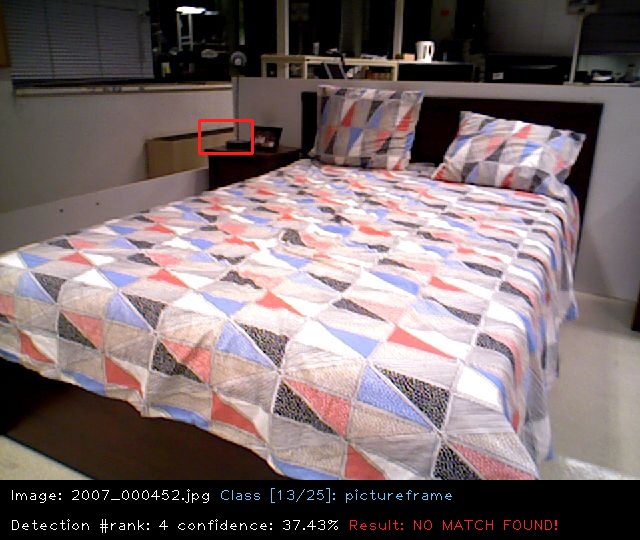 Image: 2007_000452.jpg Class [13/25]: pictureframe
Detection #rank: 4 confidence: 37.43% Result: NO MATCH FOUND!